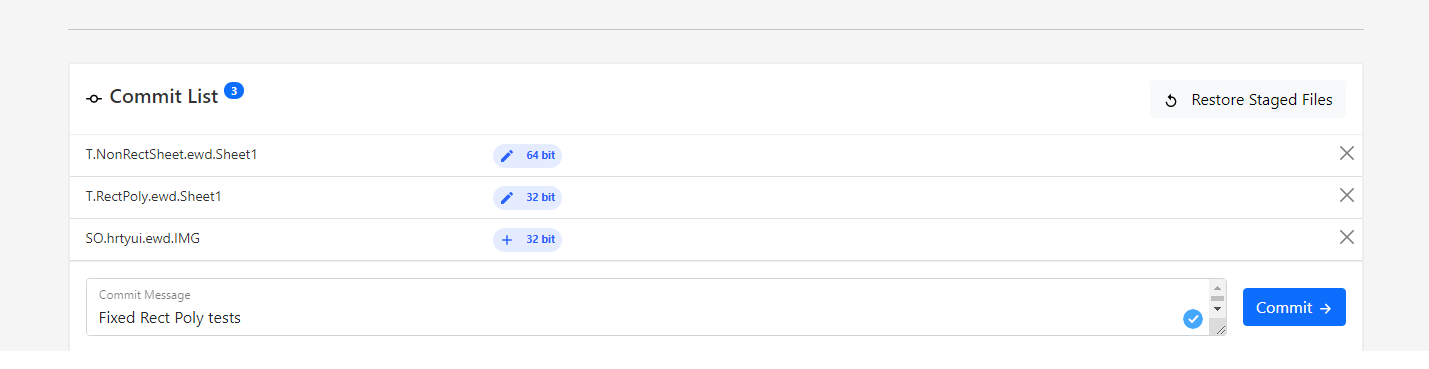 Commit List 3
Restore Staged Files
T.NonRectSheet.ewd.Sheet1 64 bit
T.RectPoly.ewd.Sheet1 32 bit
SO.hrtyui.ewd.IMG 32 bit
Commit Message
Fixed Rect Poly tests
Commit